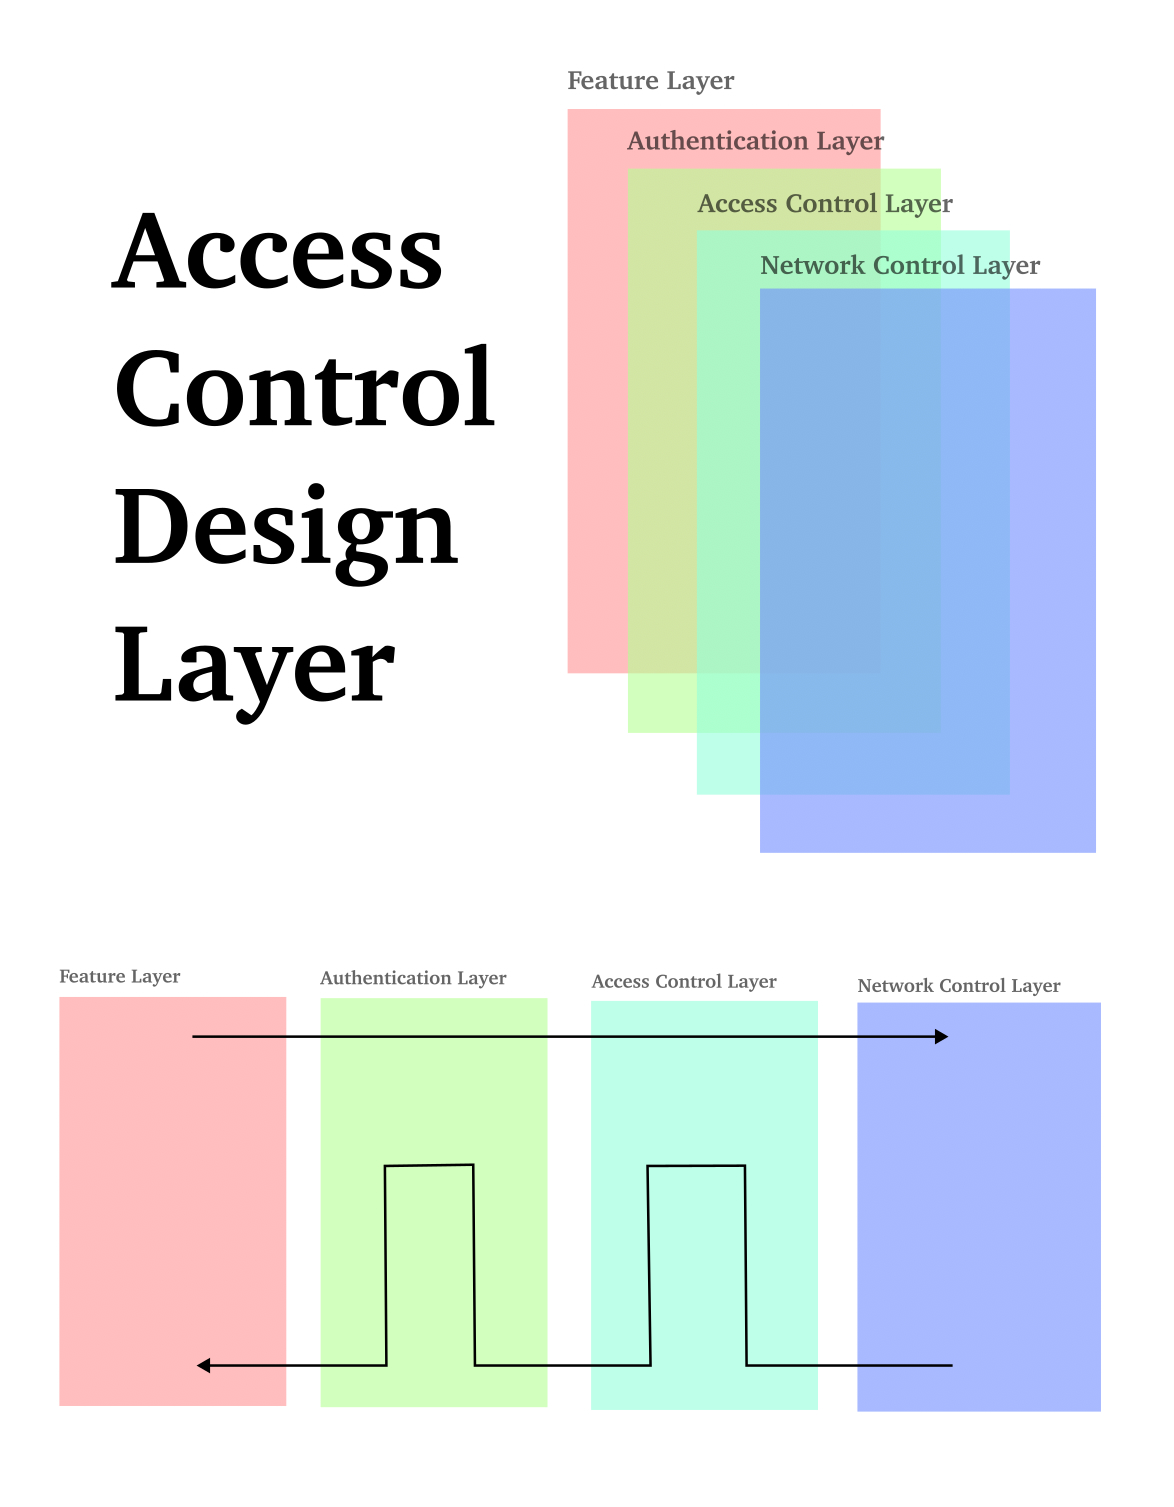 Access
Control
Design
Layer
Feature Layer
Authentication Layer
Access Control Layer
Network Control Layer
Feature Layer
Authentication Layer
Access Control Layer
Network Control Layer